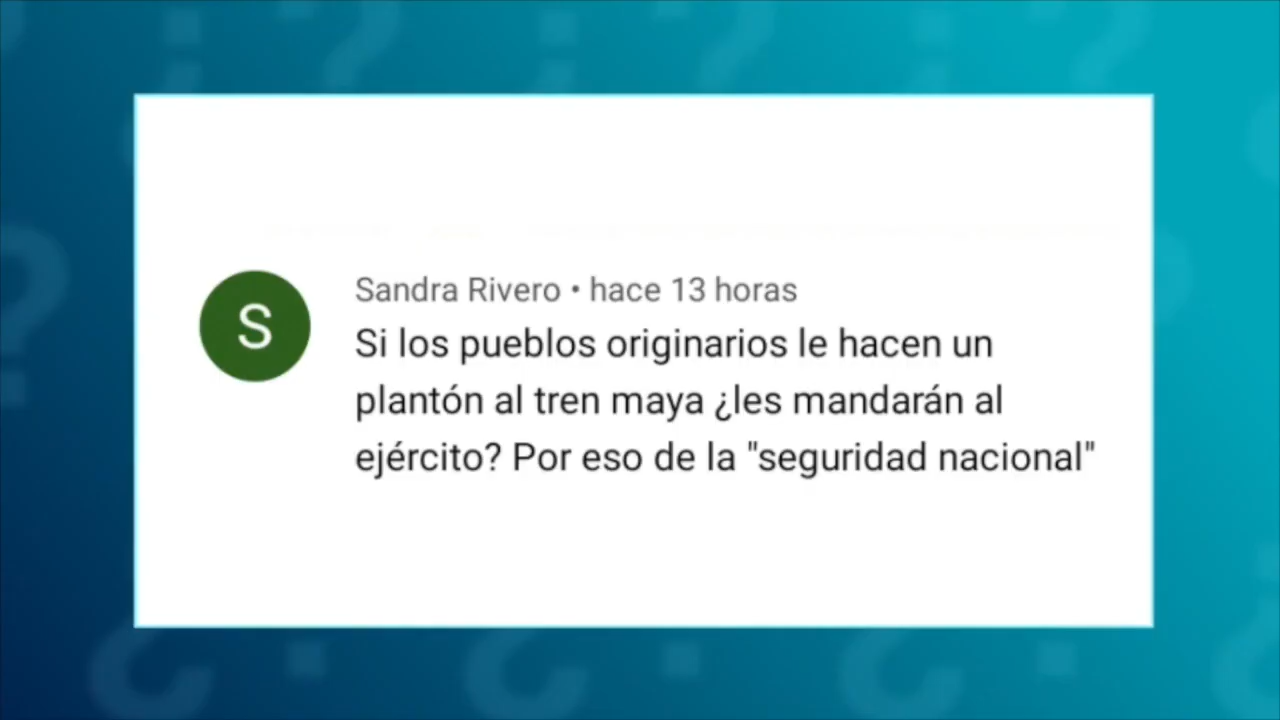 S
Sandra Rivero • hace 13 horas
Si los pueblos originarios le hacen un
plantón al tren maya ¿les mandarán al
ejército? Por eso de la "seguridad nacional"